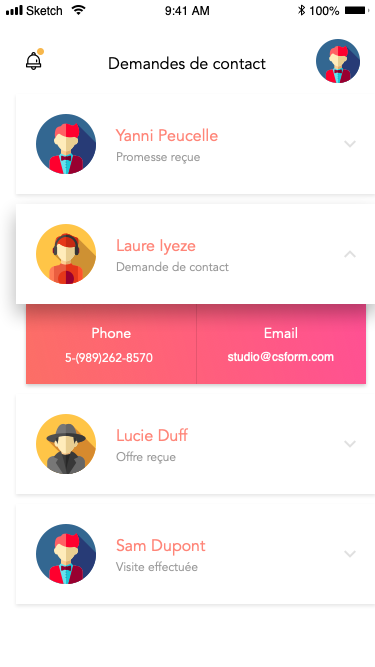 Sketch 9:41 AM 100%
Demandes de contact
Yanni Peucelle
Promesse reçue
Laure lyeze
Demande de contact
Phone Email
5-(989)262-8570 studio@csform.com
Lucie Duff
Offre reçue
Sam Dupont
Visite effectuée